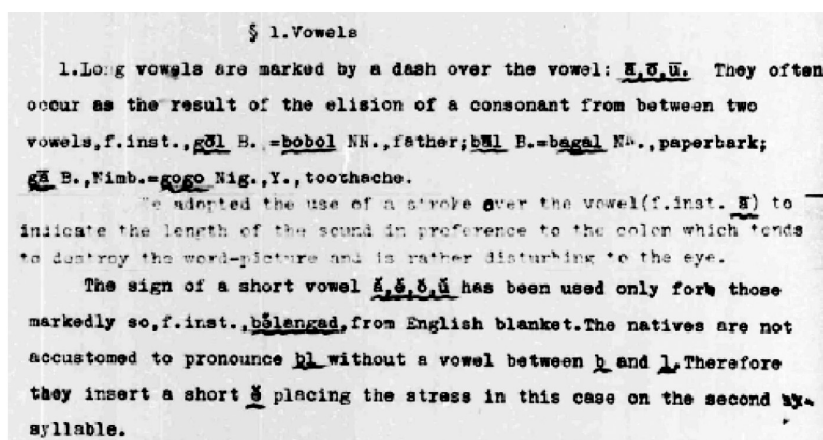 § 1.Vowels
1.Long vowels are marked by a dash over the vowel: ā,ō,ū. They often
occur as the result of the elision of a consonant from between two
vowels,f.inst.,gōl B.=bobol NN.,father; B.=bagal NN.,paperbark;
gā B.,Nimb.=gogo Nig.,Y.,toothache.
We adopted the use of a stroke over the vowel(f.inst. ā) to
indicate the length of the sound in preference to the colon which tends
to destroy the word-picture and is rather disturbing to the eye.
The sign of a short vowel ă,ĕ,ŏ,ŭ has been used only for those
markedly so,f.inst.,bĕlangad,from English blanket.The natives are not
accustomed to pronounce bl without a vowel between b and l.Therefore
they insert a short ĕ placing the stress in this case on the second
syllable.